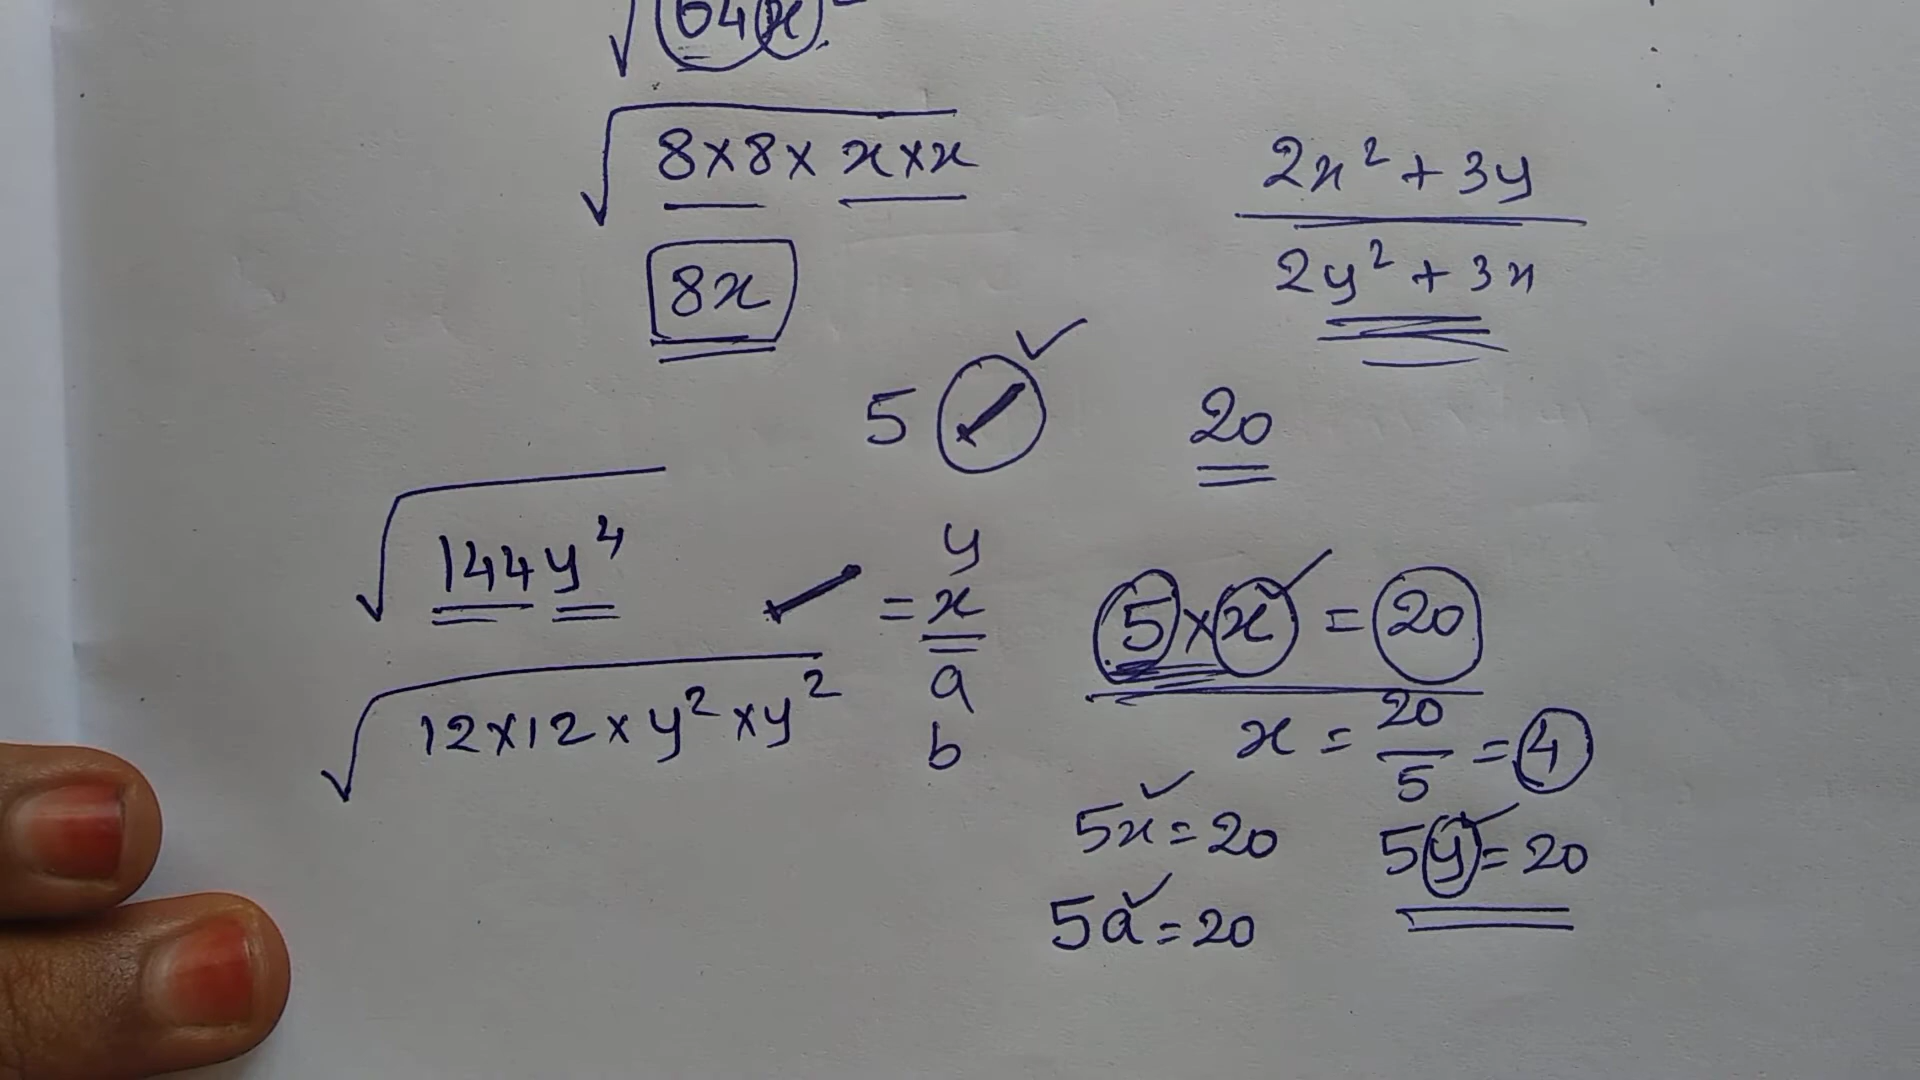 √64x²
√8×8×x×x
8x
2x²+3y
2y²+3x
5 ✓ 20
√144y⁴
√12×12×y²×y²
y
= x
a
b
5×x = 20
x = 20/5 = 4
5x=20
5y=20
5a=20